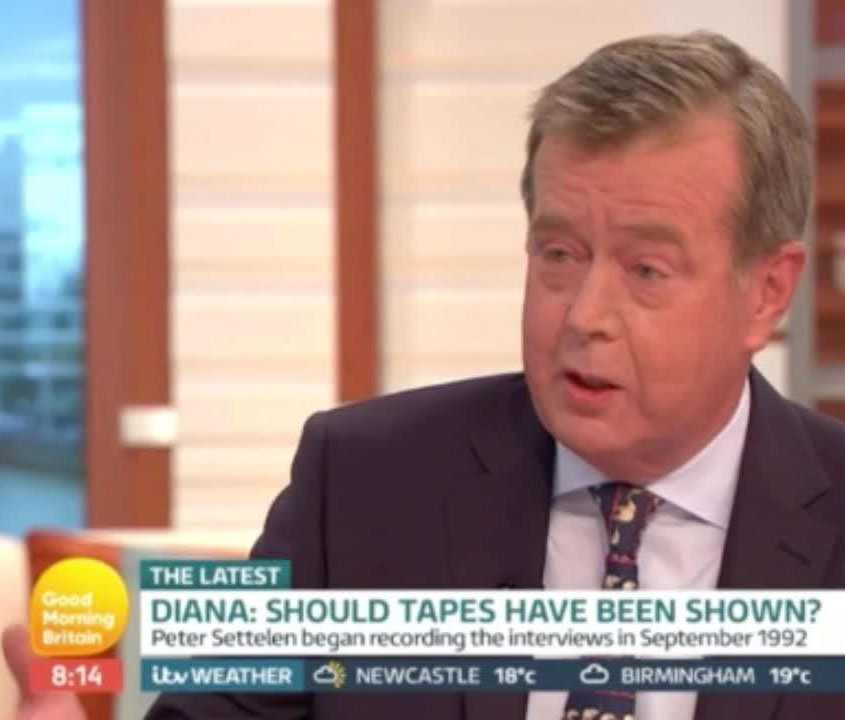 THE LATEST
Good
Morning
Britain
DIANA: SHOULD TAPES HAVE BEEN SHOWN?
Peter Settelen began recording the interviews in September 1992
8:14
itv WEATHER NEWCASTLE 18°c BIRMINGHAM 19°c